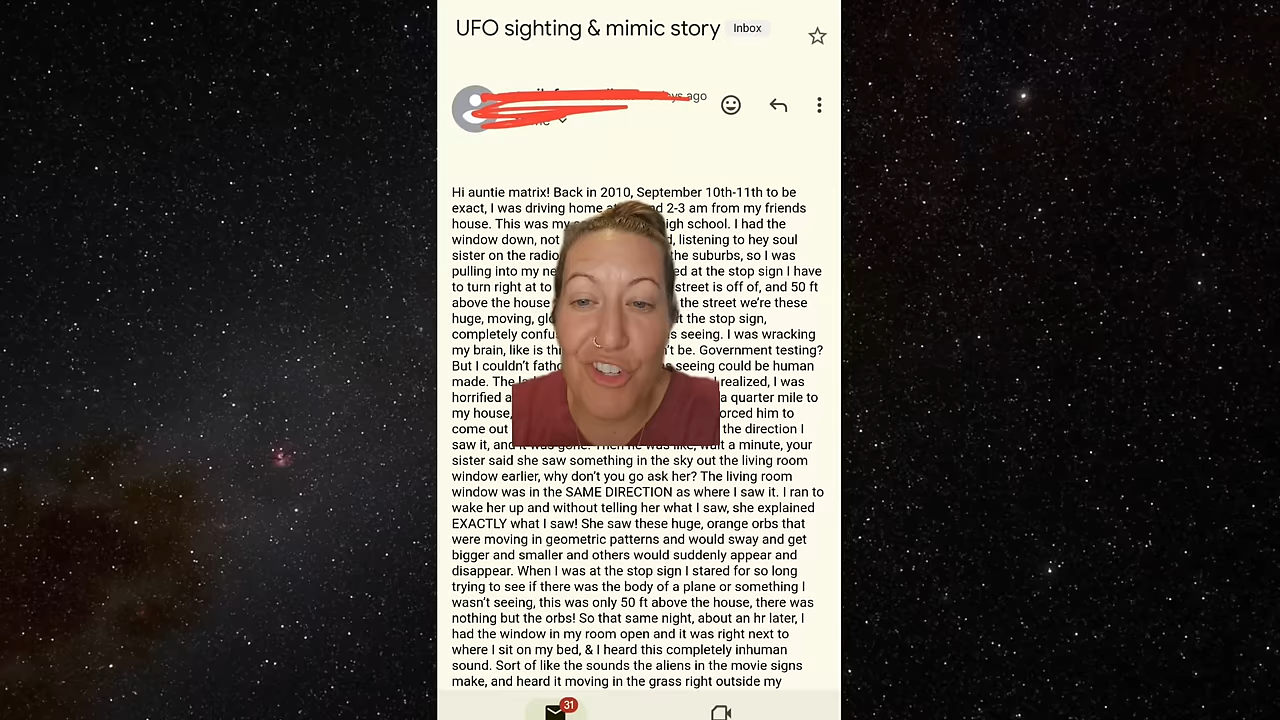 UFO sighting & mimic story Inbox
ago
Hi auntie matrix! Back in 2010, September 10th-11th to be
exact, I was driving home 2-3 am from my friends
house. This was my high school. I had the
window down, not listening to hey soul
sister on the radio the suburbs, so I was
pulling into my at the stop sign I have
to turn right at to street is off of, and 50 ft
above the house the street we're these
huge, moving, the stop sign,
completely seeing. I was wracking
my brain, like is be. Government testing?
But I couldn't seeing could be human
made. The realized, I was
horrified a quarter mile to
my house, him to
come out the direction I
saw it, and it was gone. Then he was like, wait a minute, your
sister said she saw something in the sky out the living room
window earlier, why don't you go ask her? The living room
window was in the SAME DIRECTION as where I saw it. I ran to
wake her up and without telling her what I saw, she explained
EXACTLY what I saw! She saw these huge, orange orbs that
were moving in geometric patterns and would sway and get
bigger and smaller and others would suddenly appear and
disappear. When I was at the stop sign I stared for so long
trying to see if there was the body of a plane or something I
wasn't seeing, this was only 50 ft above the house, there was
nothing but the orbs! So that same night, about an hr later, I
had the window in my room open and it was right next to
where I sit on my bed, & I heard this completely inhuman
sound. Sort of like the sounds the aliens in the movie signs
make, and heard it moving in the grass right outside my
31